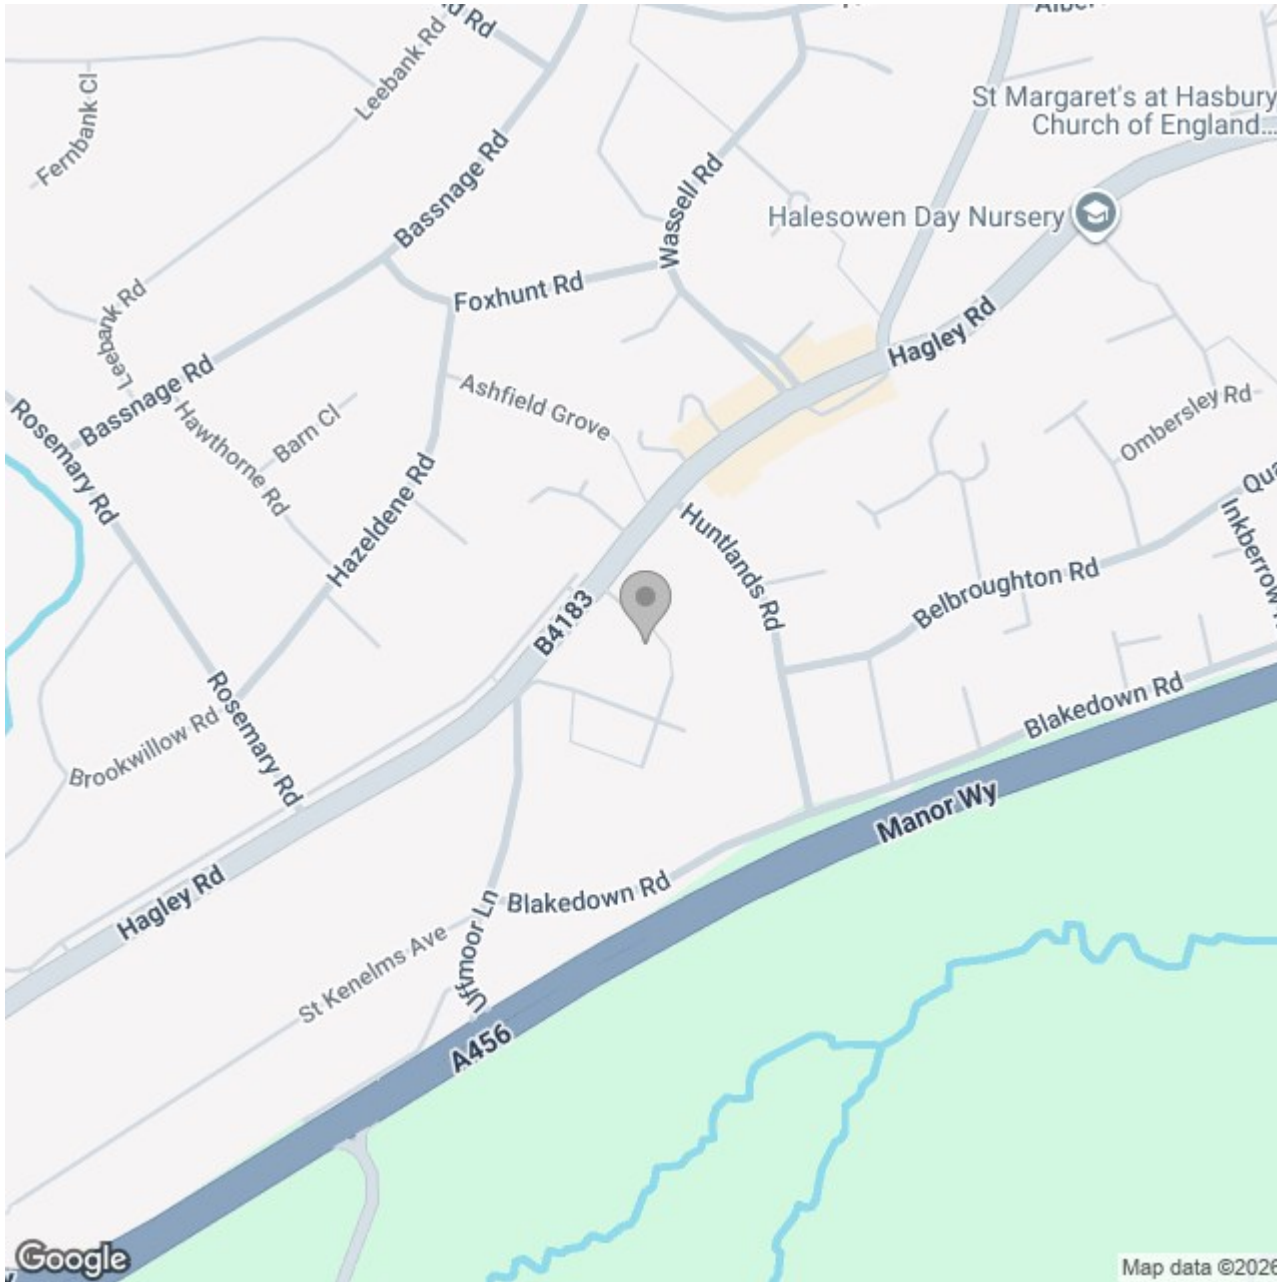 Leebank Rd
Fernbank Cl
St Margaret's at Hasbury
Church of England...
Bassnage Rd
Wassell Rd
Halesowen Day Nursery
Foxhunt Rd
Leebank Rd
Hagley Rd
Bassnage Rd
Ashfield Grove
Rosemary Rd
Hawthorne Rd
Barn Cl
Ombersley Rd
Hazeldene Rd
Huntlands Rd
Belbroughton Rd
B4183
Rosemary Rd
Brookwillow Rd
Blakedown Rd
Manor Wy
Hagley Rd
Blakedown Rd
Uffmoor Ln
St Kenelms Ave
A456
Google
Map data ©2026